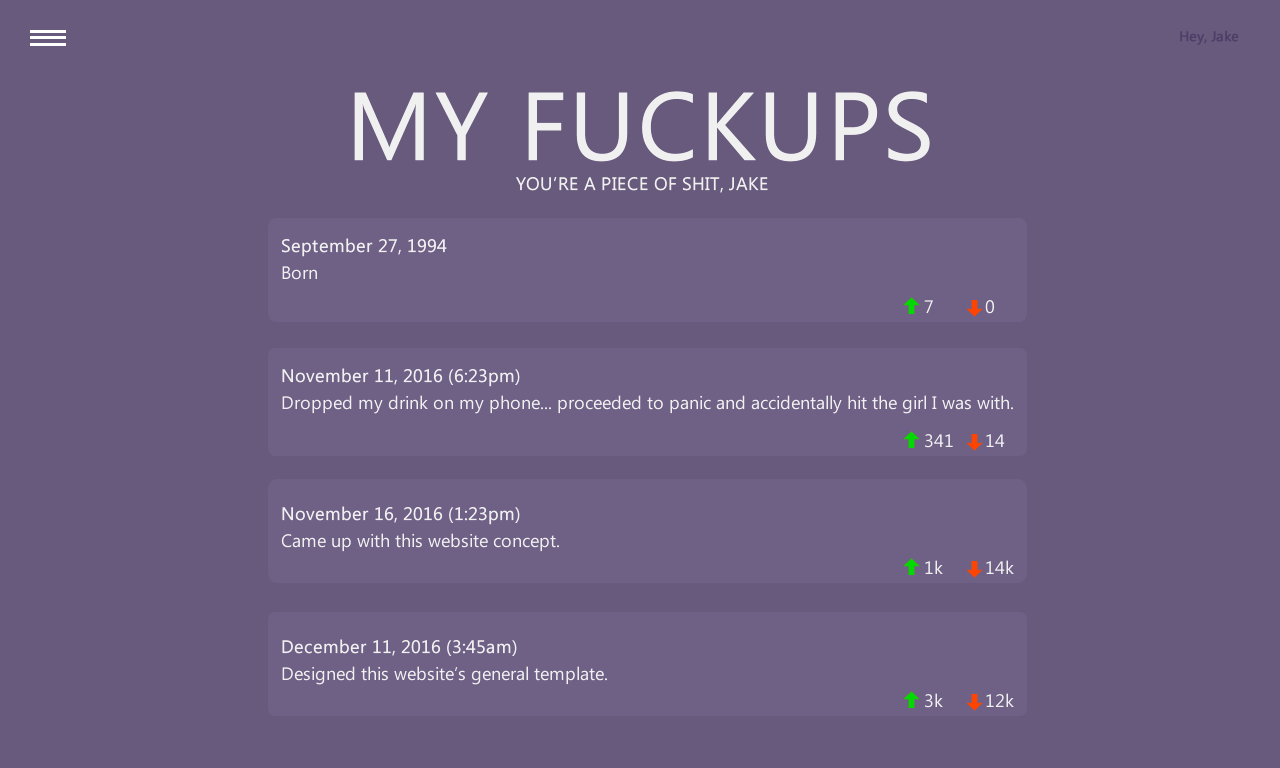 Hey, Jake
MY FUCKUPS
YOU'RE A PIECE OF SHIT, JAKE
September 27, 1994
Born
7 0
November 11, 2016 (6:23pm)
Dropped my drink on my phone... proceeded to panic and accidentally hit the girl I was with.
341 14
November 16, 2016 (1:23pm)
Came up with this website concept.
1k 14k
December 11, 2016 (3:45am)
Designed this website's general template.
3k 12k